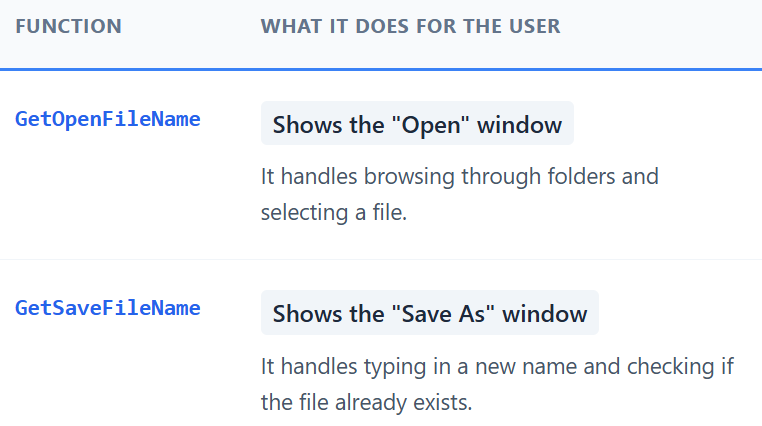 FUNCTION WHAT IT DOES FOR THE USER
GetOpenFileName Shows the "Open" window
It handles browsing through folders and
selecting a file.
GetSaveFileName Shows the "Save As" window
It handles typing in a new name and checking if
the file already exists.